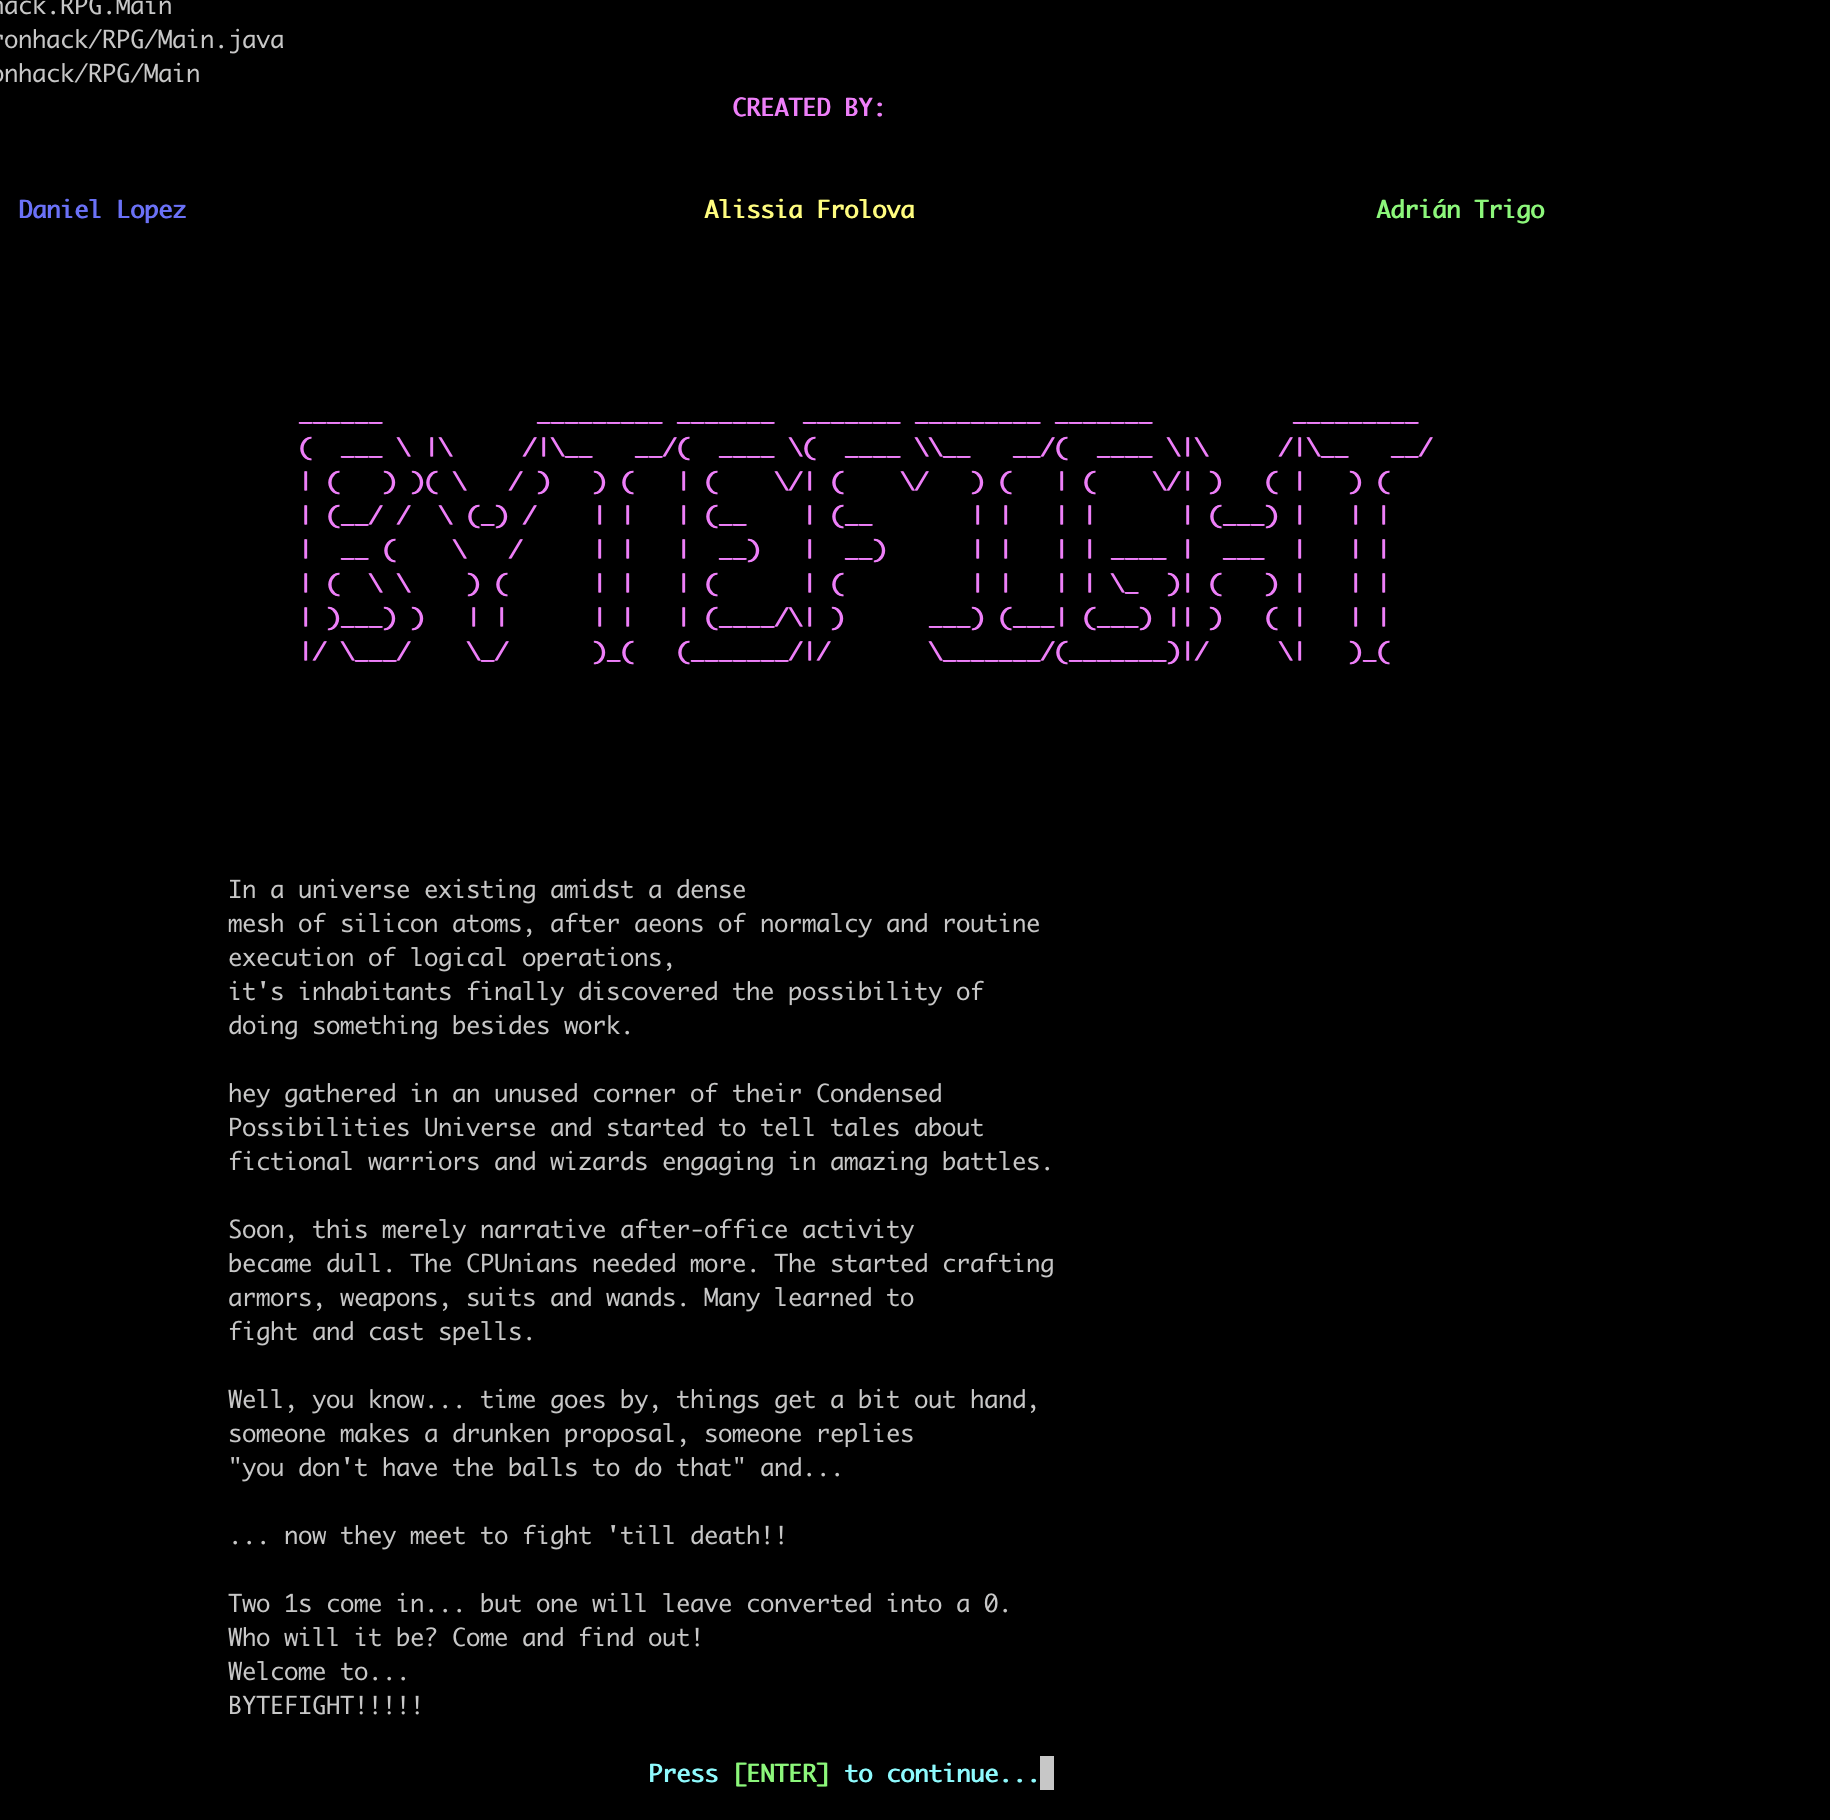 hack.RPG.Main
ronhack/RPG/Main.java
onhack/RPG/Main
CREATED BY:
Daniel Lopez Alissia Frolova Adrián Trigo
BYTEFIGHT
In a universe existing amidst a dense
mesh of silicon atoms, after aeons of normalcy and routine
execution of logical operations,
it's inhabitants finally discovered the possibility of
doing something besides work.
hey gathered in an unused corner of their Condensed
Possibilities Universe and started to tell tales about
fictional warriors and wizards engaging in amazing battles.
Soon, this merely narrative after-office activity
became dull. The CPUnians needed more. The started crafting
armors, weapons, suits and wands. Many learned to
fight and cast spells.
Well, you know... time goes by, things get a bit out hand,
someone makes a drunken proposal, someone replies
"you don't have the balls to do that" and...
... now they meet to fight 'till death!!
Two 1s come in... but one will leave converted into a 0.
Who will it be? Come and find out!
Welcome to...
BYTEFIGHT!!!!!
Press [ENTER] to continue...